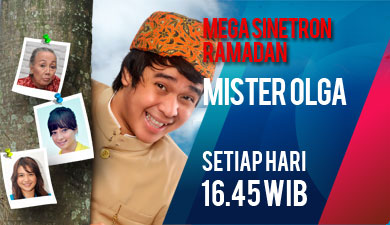 MEGA SINETRON
RAMADAN
MISTER OLGA
SETIAP HARI
16.45 WIB